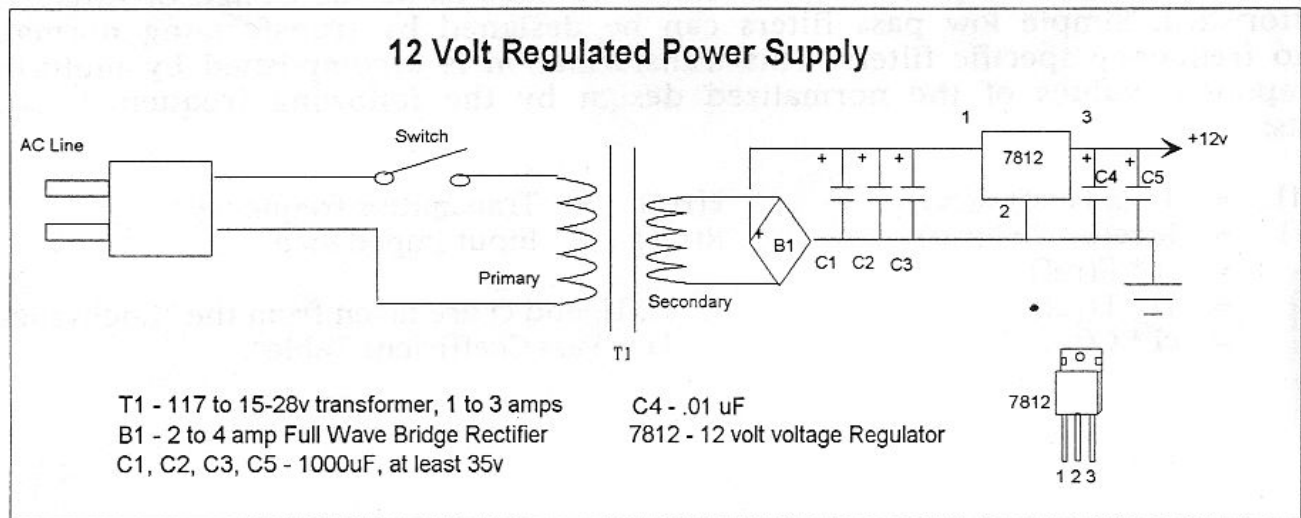 12 Volt Regulated Power Supply
AC Line
Switch
Primary
Secondary
T1
B1
+
+
+
+
C1
C2
C3
1
7812
3
2
+
+
C4
C5
+12v
7812
1 2 3
T1 - 117 to 15-28v transformer, 1 to 3 amps
B1 - 2 to 4 amp Full Wave Bridge Rectifier
C1, C2, C3, C5 - 1000uF, at least 35v
C4 - .01 uF
7812 - 12 volt voltage Regulator